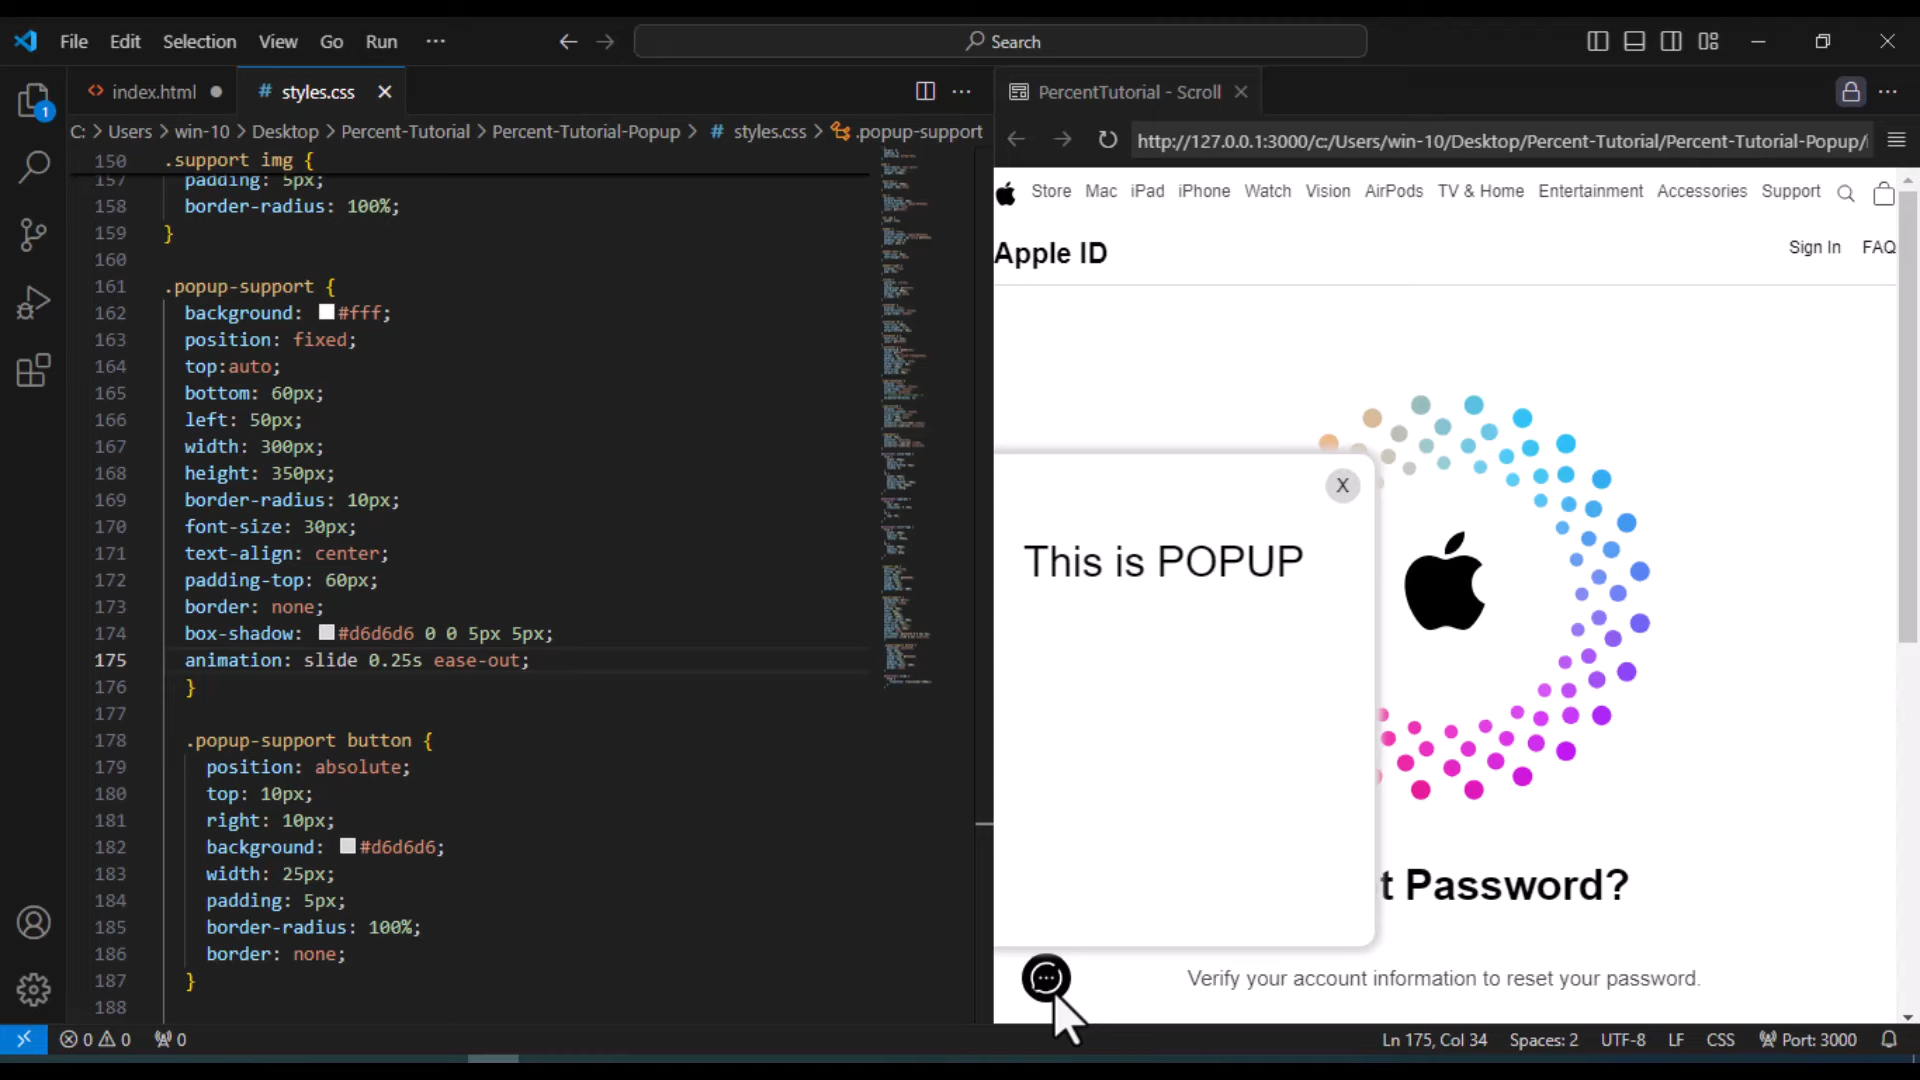 File Edit Selection View Go Run ··· Search
index.html
# styles.css
PercentTutorial - Scroll
C: > Users > win-10 > Desktop > Percent-Tutorial > Percent-Tutorial-Popup > # styles.css > .popup-support
http://127.0.0.1:3000/c:/Users/win-10/Desktop/Percent-Tutorial/Percent-Tutorial-Popup/
1
150 .support img {
157 padding: 5px;
158 border-radius: 100%;
159 }
160
161 .popup-support {
162 background: #fff;
163 position: fixed;
164 top:auto;
165 bottom: 60px;
166 left: 50px;
167 width: 300px;
168 height: 350px;
169 border-radius: 10px;
170 font-size: 30px;
171 text-align: center;
172 padding-top: 60px;
173 border: none;
174 box-shadow: #d6d6d6 0 0 5px 5px;
175 animation: slide 0.25s ease-out;
176 }
177
178 .popup-support button {
179 position: absolute;
180 top: 10px;
181 right: 10px;
182 background: #d6d6d6;
183 width: 25px;
184 padding: 5px;
185 border-radius: 100%;
186 border: none;
187 }
188
Store Mac iPad iPhone Watch Vision AirPods TV & Home Entertainment Accessories Support
Apple ID
Sign In FAQ
X
This is POPUP
t Password?
Verify your account information to reset your password.
0 0 0
Ln 175, Col 34 Spaces: 2 UTF-8 LF CSS Port: 3000